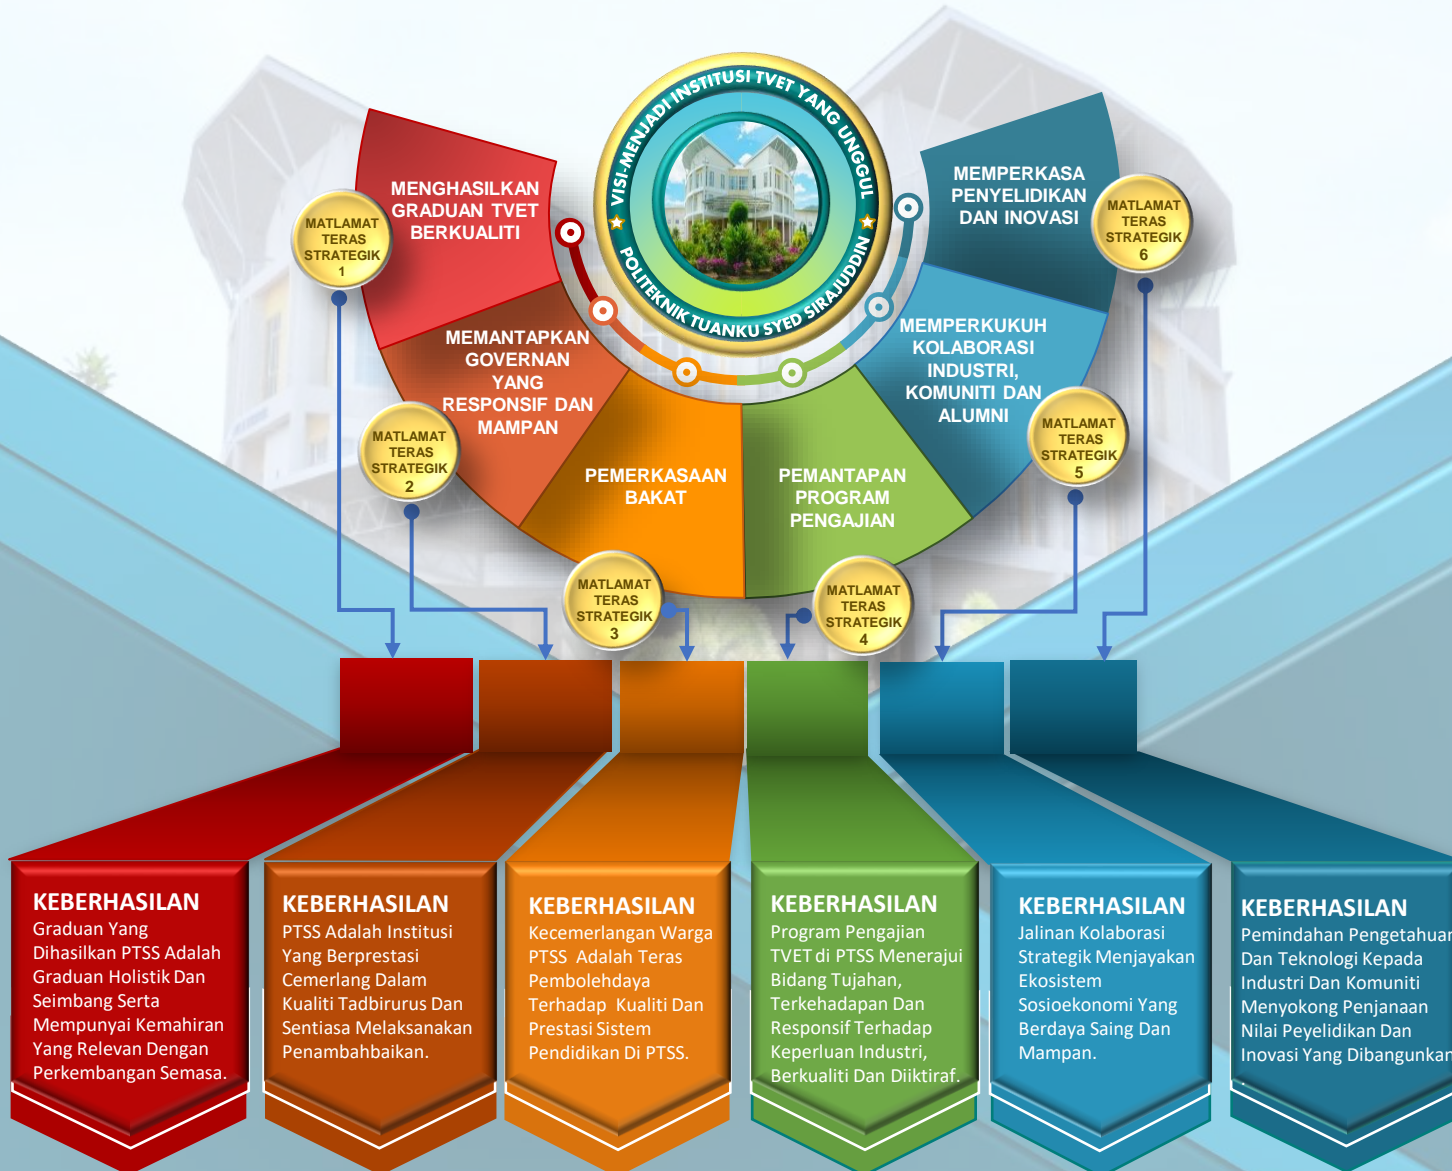 VISI-MENJADI INSTITUSI TVET YANG UNGGUL
POLITEKNIK TUANKU SYED SIRAJUDDIN
MENGHASILKAN
GRADUAN TVET
BERKUALITI
MATLAMAT
TERAS
STRATEGIK
1
MEMANTAPKAN
GOVERNAN
YANG
RESPONSIF DAN
MAMPAN
MATLAMAT
TERAS
STRATEGIK
2
PEMERKASAAN
BAKAT
MATLAMAT
TERAS
STRATEGIK
3
PEMANTAPAN
PROGRAM
PENGAJIAN
MATLAMAT
TERAS
STRATEGIK
4
MEMPERKUKUH
KOLABORASI
INDUSTRI,
KOMUNITI DAN
ALUMNI
MATLAMAT
TERAS
STRATEGIK
5
MEMPERKASA
PENYELIDIKAN
DAN INOVASI
MATLAMAT
TERAS
STRATEGIK
6
KEBERHASILAN
Graduan Yang
Dihasilkan PTSS Adalah
Graduan Holistik Dan
Seimbang Serta
Mempunyai Kemahiran
Yang Relevan Dengan
Perkembangan Semasa.
KEBERHASILAN
PTSS Adalah Institusi
Yang Berprestasi
Cemerlang Dalam
Kualiti Tadbirurus Dan
Sentiasa Melaksanakan
Penambahbaikan.
KEBERHASILAN
Kecemerlangan Warga
PTSS Adalah Teras
Pembolehdaya
Terhadap Kualiti Dan
Prestasi Sistem
Pendidikan Di PTSS.
KEBERHASILAN
Program Pengajian
TVET di PTSS Menerajui
Bidang Tujahan,
Terkehadapan Dan
Responsif Terhadap
Keperluan Industri,
Berkualiti Dan Diiktiraf.
KEBERHASILAN
Jalinan Kolaborasi
Strategik Menjayakan
Ekosistem
Sosioekonomi Yang
Berdaya Saing Dan
Mampan.
KEBERHASILAN
Pemindahan Pengetahuan
Dan Teknologi Kepada
Industri Dan Komuniti
Menyokong Penjanaan
Nilai Peyelidikan Dan
Inovasi Yang Dibangunkan
.